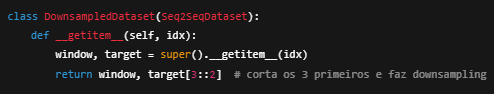 class DownsampledDataset(Seq2SeqDataset):
    def __getitem__(self, idx):
        window, target = super().__getitem__(idx)
        return window, target[3::2]  # corta os 3 primeiros e faz downsampling